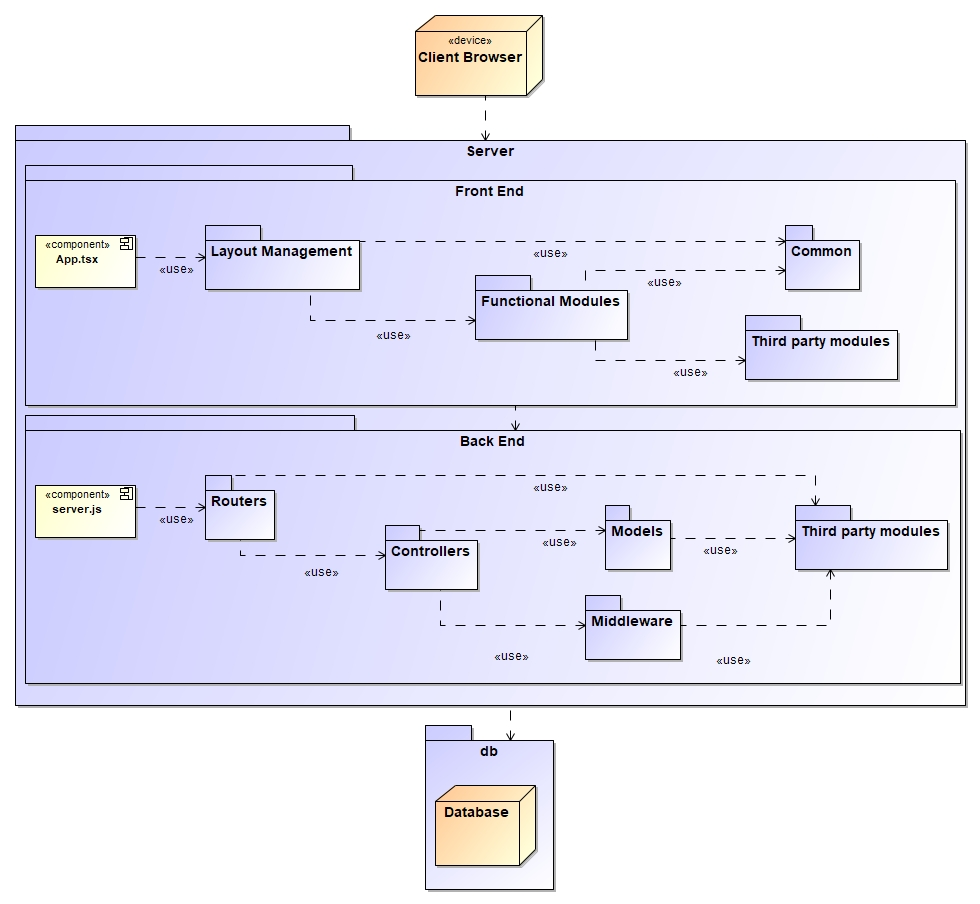 «device»
Client Browser
Server
Front End
«component»
App.tsx
«use»
Layout Management
«use»
Common
«use»
Functional Modules
«use»
Third party modules
«use»
Back End
«component»
server.js
«use»
Routers
«use»
Controllers
«use»
Models
«use»
«use»
Third party modules
Middleware
«use»
«use»
db
Database